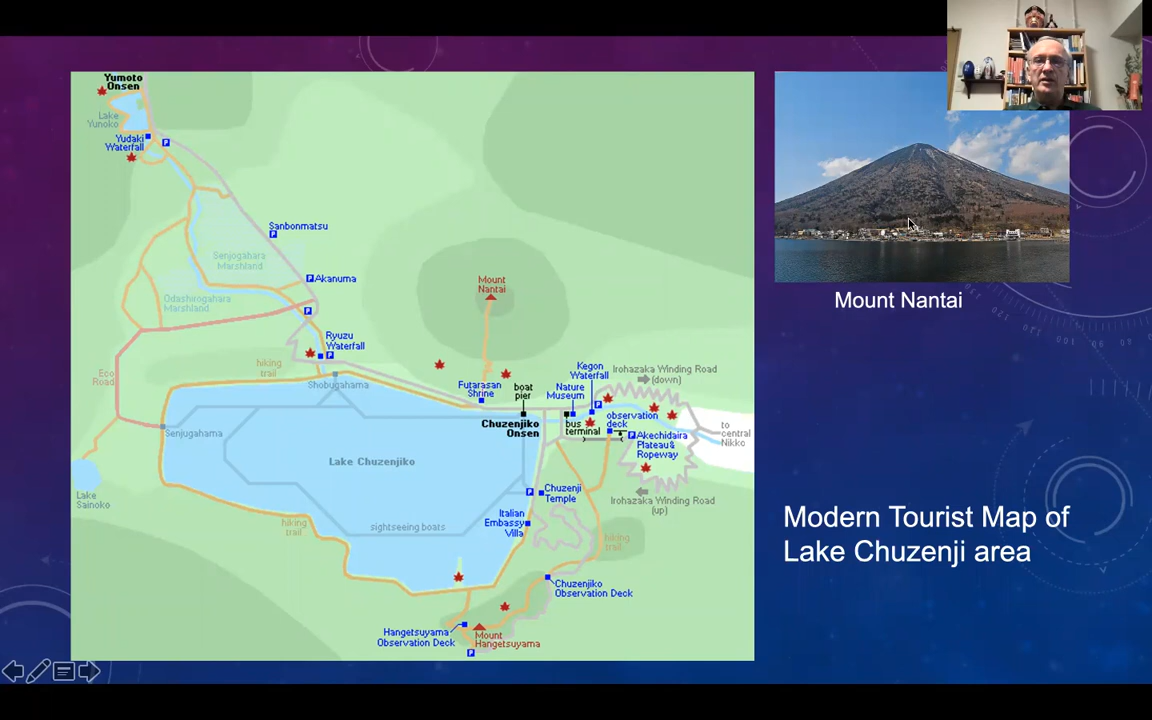 Yumoto
Onsen
Lake
Yunoko
Yudaki
Waterfall
P
Sanbonmatsu
P
Senjogahara
Marshland
P Akanuma
Odashirogahara
Marshland
P
Mount
Nantai
Ryuzu
Waterfall
P
hiking
trail
Shobugahama
Eco
Road
Futarasan
Shrine
boat
pier
Kegon
Waterfall
Nature
Museum
P
Irohazaka Winding Road
(down)
Chuzenjiko
Onsen
bus
terminal
observation
deck
P Akechidaira
Plateau&
Ropeway
to
central
Nikko
Senjugahama
Lake Chuzenjiko
Lake
Sainoko
P
Chuzenji
Temple
Irohazaka Winding Road
(up)
Italian
Embassy
Villa
hiking
trail
sightseeing boats
hiking
trail
Chuzenjiko
Observation Deck
Hangetsuyama
Observation Deck
Mount
Hangetsuyama
P
Mount Nantai
Modern Tourist Map of
Lake Chuzenji area